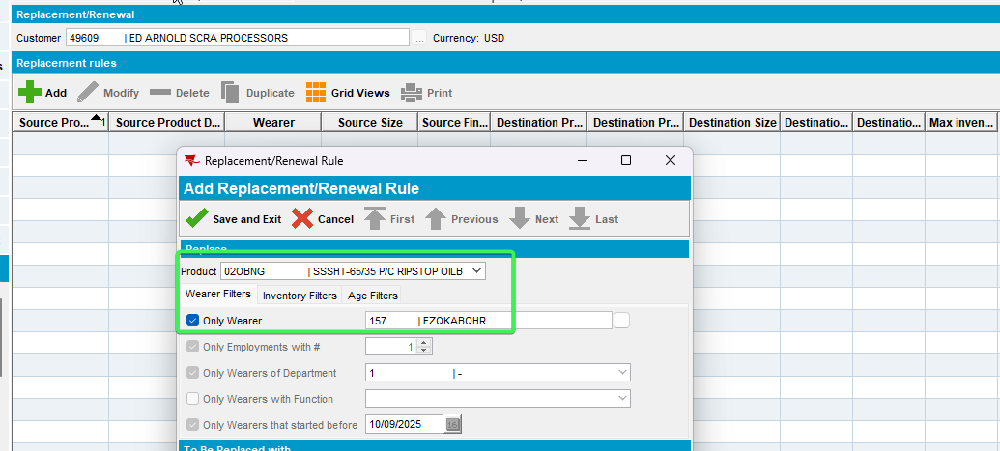 Replacement/Renewal
Customer 49609 | ED ARNOLD SCRA PROCESSORS ... Currency: USD
Replacement rules
Add Modify Delete Duplicate Grid Views Print
Source Pro... 1 Source Product D... Wearer Source Size Source Fin... Destination Pr... Destination Pr... Destination Size Destinatio... Destinatio... Max inven...
Replacement/Renewal Rule
Add Replacement/Renewal Rule
Save and Exit Cancel First Previous Next Last
Replace
Product 02OBNG | SSSHT-65/35 P/C RIPSTOP OILB
Wearer Filters Inventory Filters Age Filters
Only Wearer 157 | EZQKABQHR ...
Only Employments with # 1
Only Wearers of Department 1 | -
Only Wearers with Function
Only Wearers that started before 10/09/2025 16
To Be Replaced with